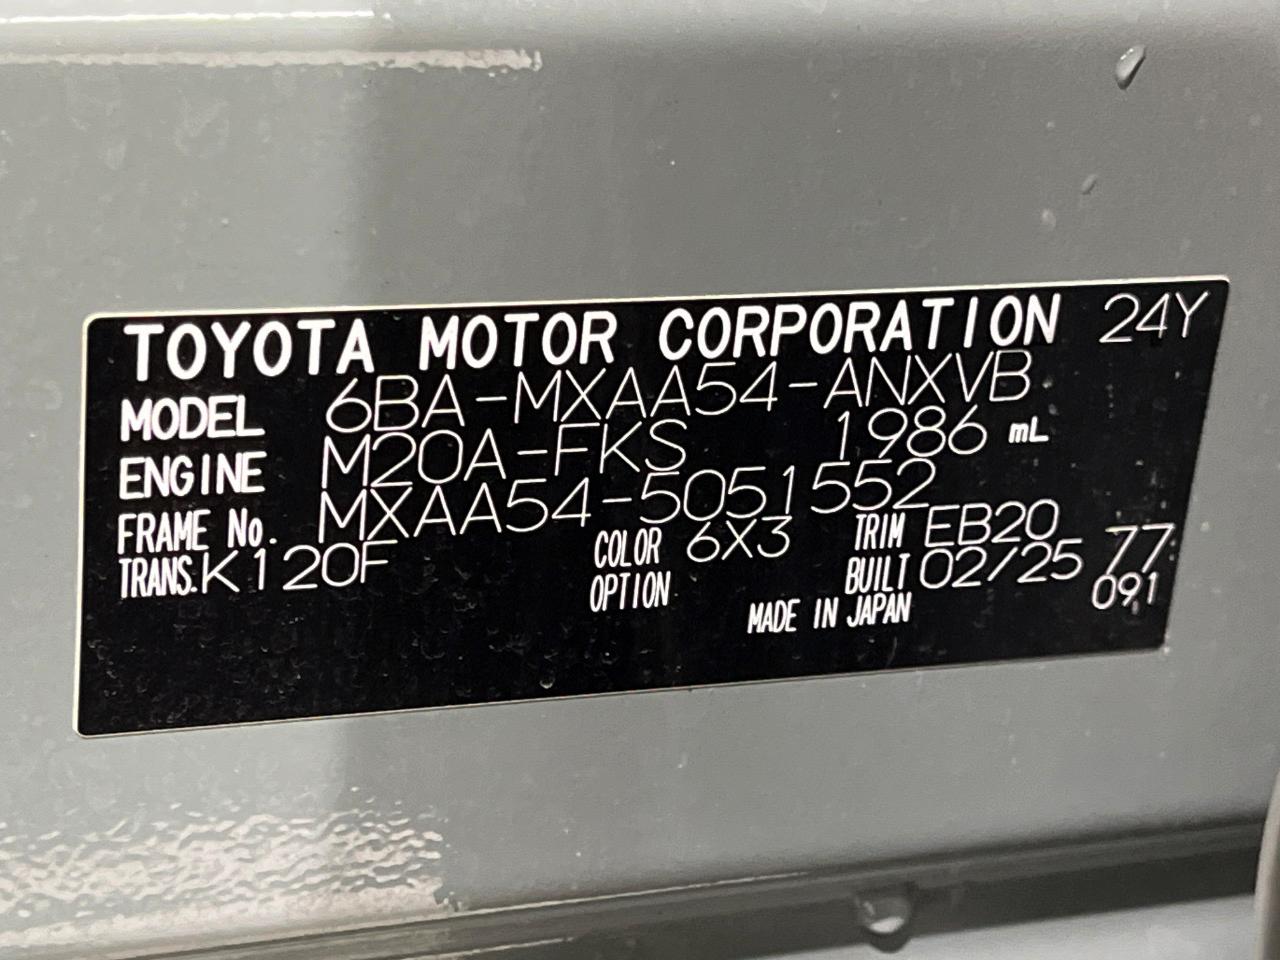 TOYOTA MOTOR CORPORATION 24Y
MODEL 6BA-MXAA54-ANXVB
ENGINE M20A-FKS 1986 mL
FRAME No. MXAA54-5051552
TRANS. K120F COLOR 6X3 TRIM EB20
OPTION BUILT 02/25 77
MADE IN JAPAN 091